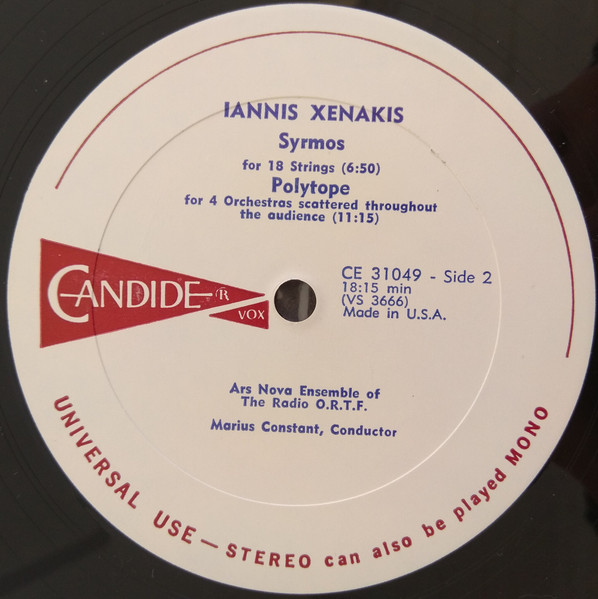 IANNIS XENAKIS
Syrmos
for 18 Strings (6:50)
Polytope
for 4 Orchestras scattered throughout
the audience (11:15)
CANDIDE R
VOX
CE 31049 - Side 2
18:15 min
(VS 3666)
Made in U.S.A.
Ars Nova Ensemble of
The Radio O.R.T.F.
Marius Constant, Conductor
UNIVERSAL USE — STEREO can also be played MONO